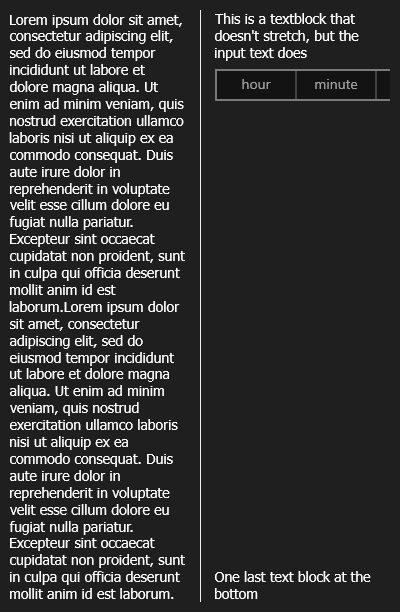 Lorem ipsum dolor sit amet,
consectetur adipiscing elit,
sed do eiusmod tempor
incididunt ut labore et
dolore magna aliqua. Ut
enim ad minim veniam, quis
nostrud exercitation ullamco
laboris nisi ut aliquip ex ea
commodo consequat. Duis
aute irure dolor in
reprehenderit in voluptate
velit esse cillum dolore eu
fugiat nulla pariatur.
Excepteur sint occaecat
cupidatat non proident, sunt
in culpa qui officia deserunt
mollit anim id est
laborum.Lorem ipsum dolor
sit amet, consectetur
adipiscing elit, sed do
eiusmod tempor incididunt
ut labore et dolore magna
aliqua. Ut enim ad minim
veniam, quis nostrud
exercitation ullamco laboris
nisi ut aliquip ex ea
commodo consequat. Duis
aute irure dolor in
reprehenderit in voluptate
velit esse cillum dolore eu
fugiat nulla pariatur.
Excepteur sint occaecat
cupidatat non proident, sunt
in culpa qui officia deserunt
mollit anim id est laborum.
This is a textblock that
doesn't stretch, but the
input text does
hour minute
One last text block at the
bottom